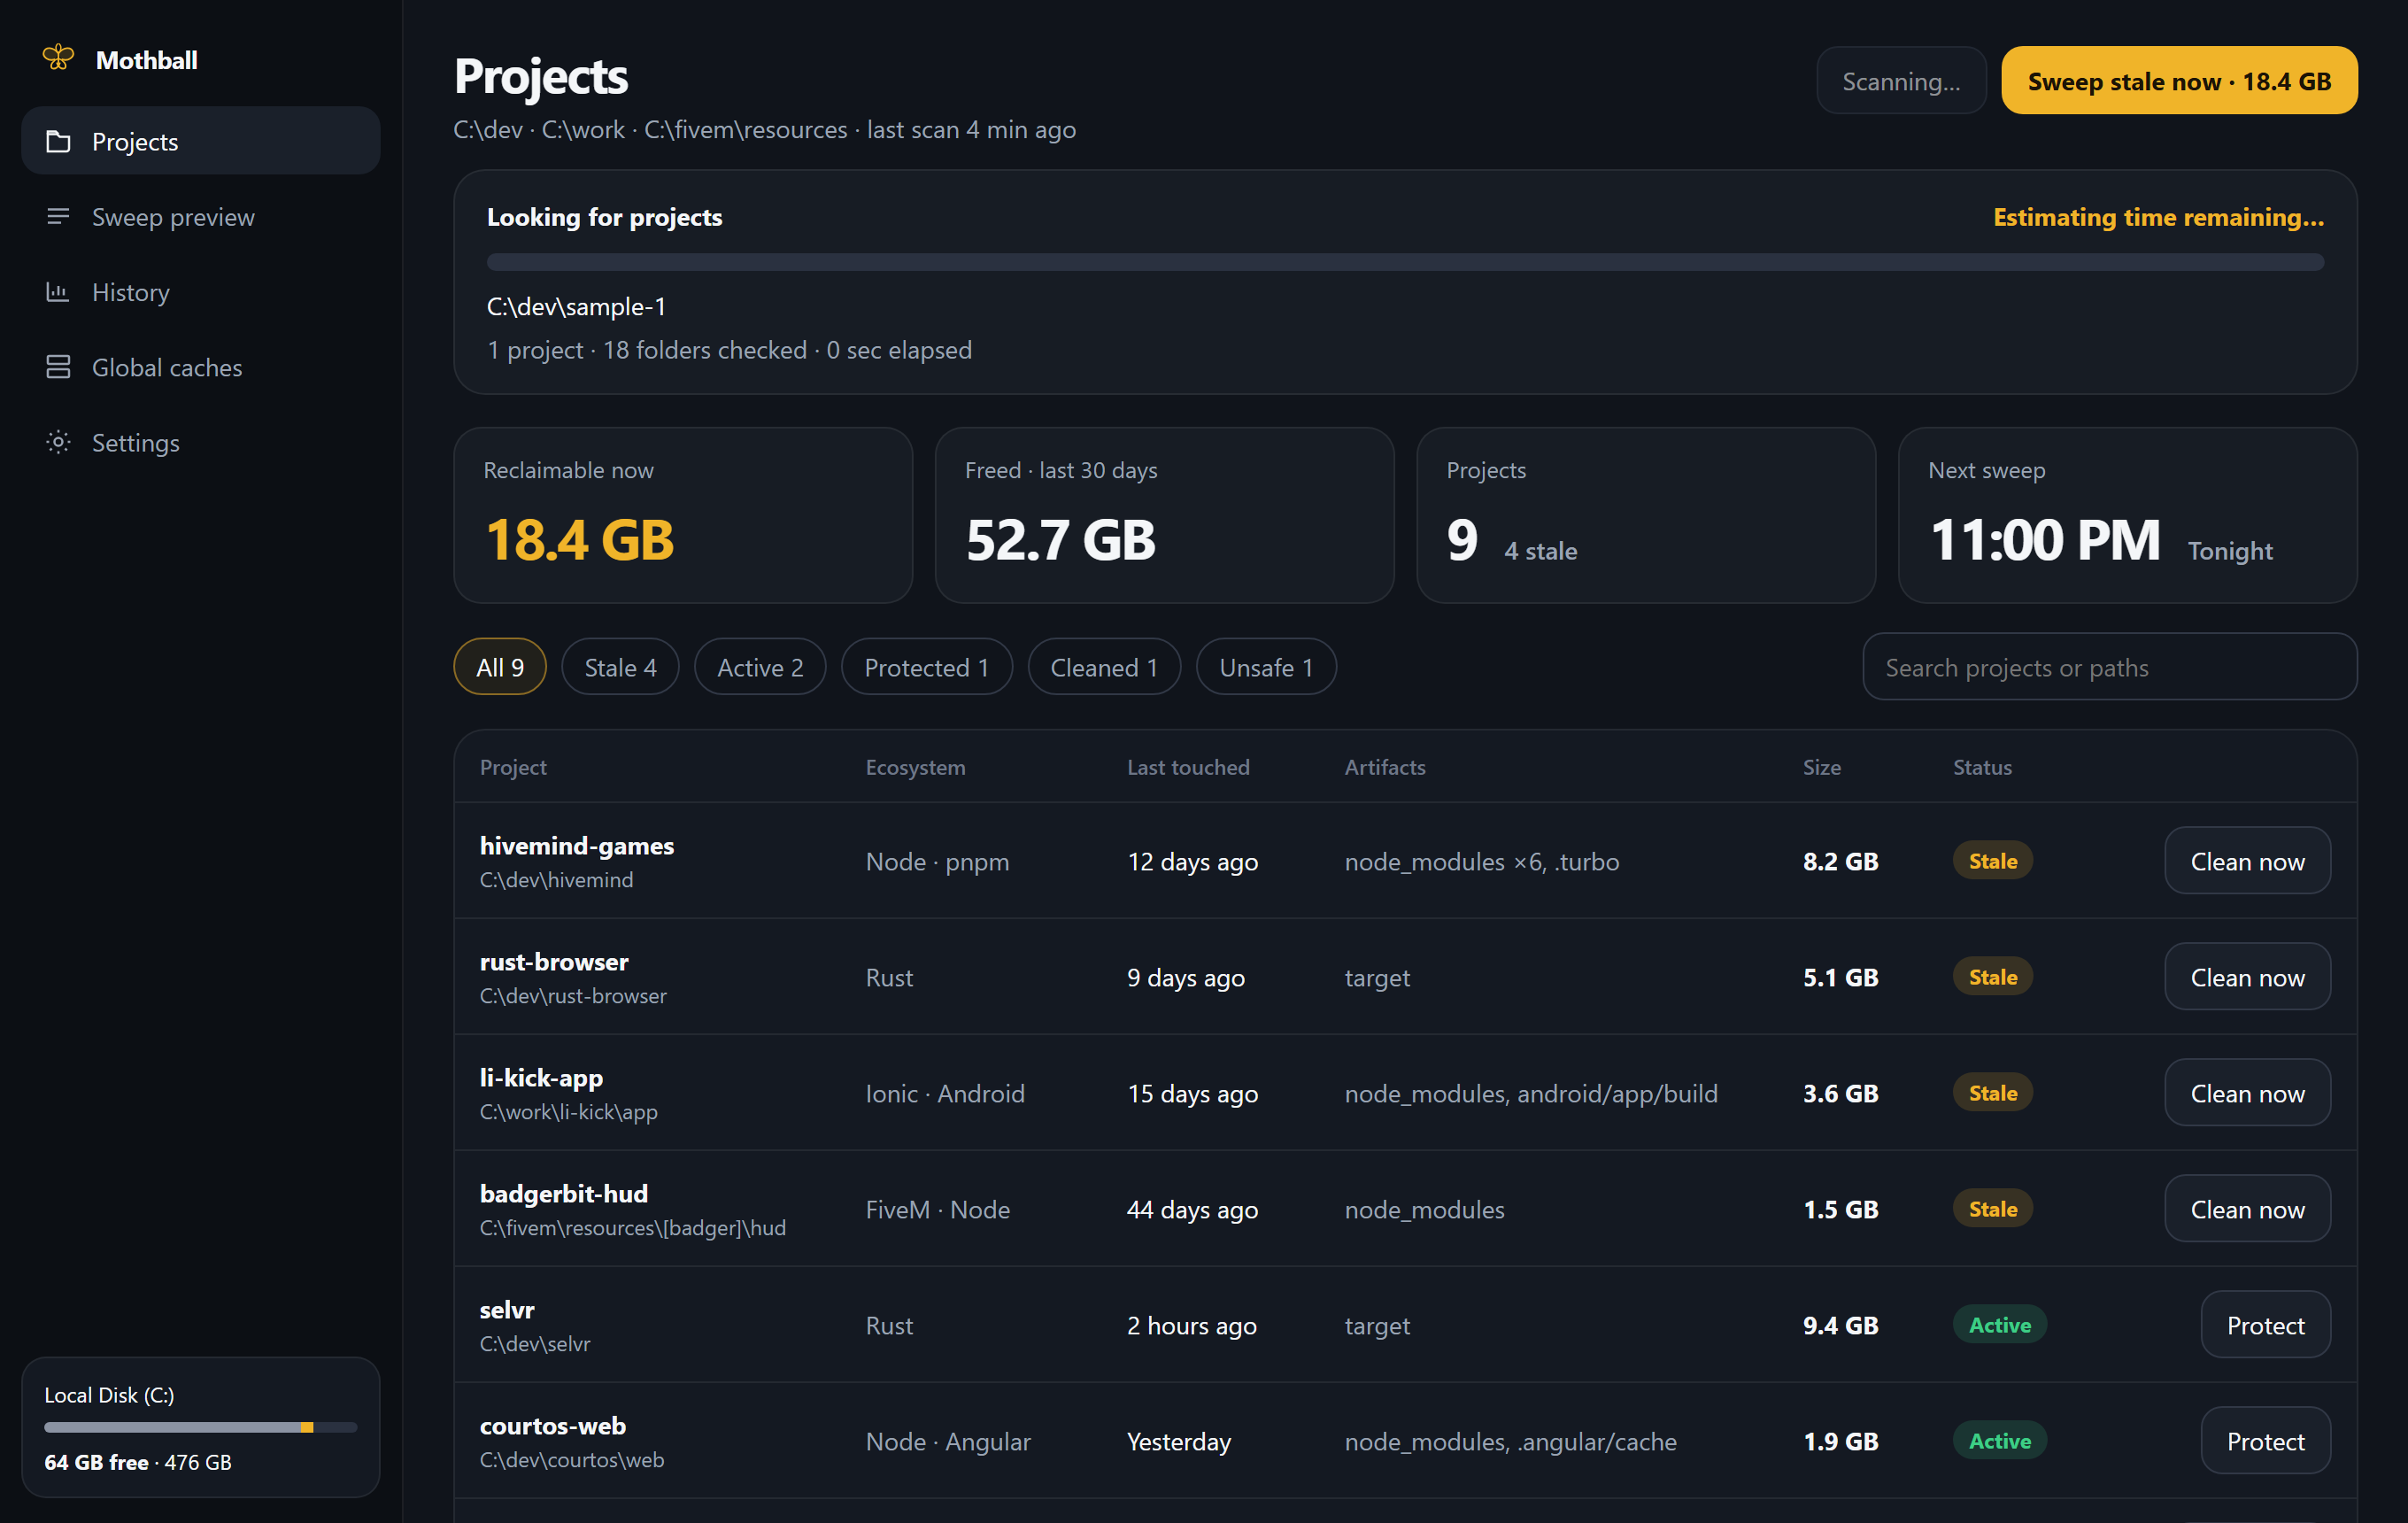 Mothball
Projects
Sweep preview
History
Global caches
Settings
Local Disk (C:)
64 GB free · 476 GB
Projects
C:\dev · C:\work · C:\fivem\resources · last scan 4 min ago
Scanning...
Sweep stale now · 18.4 GB
Looking for projects
Estimating time remaining...
C:\dev\sample-1
1 project · 18 folders checked · 0 sec elapsed
Reclaimable now
18.4 GB
Freed · last 30 days
52.7 GB
Projects
9 4 stale
Next sweep
11:00 PM Tonight
All 9 Stale 4 Active 2 Protected 1 Cleaned 1 Unsafe 1
Search projects or paths
Project Ecosystem Last touched Artifacts Size Status
hivemind-games
C:\dev\hivemind
Node · pnpm 12 days ago node_modules ×6, .turbo 8.2 GB Stale Clean now
rust-browser
C:\dev\rust-browser
Rust 9 days ago target 5.1 GB Stale Clean now
li-kick-app
C:\work\li-kick\app
Ionic · Android 15 days ago node_modules, android/app/build 3.6 GB Stale Clean now
badgerbit-hud
C:\fivem\resources\[badger]\hud
FiveM · Node 44 days ago node_modules 1.5 GB Stale Clean now
selvr
C:\dev\selvr
Rust 2 hours ago target 9.4 GB Active Protect
courtos-web
C:\dev\courtos\web
Node · Angular Yesterday node_modules, .angular/cache 1.9 GB Active Protect